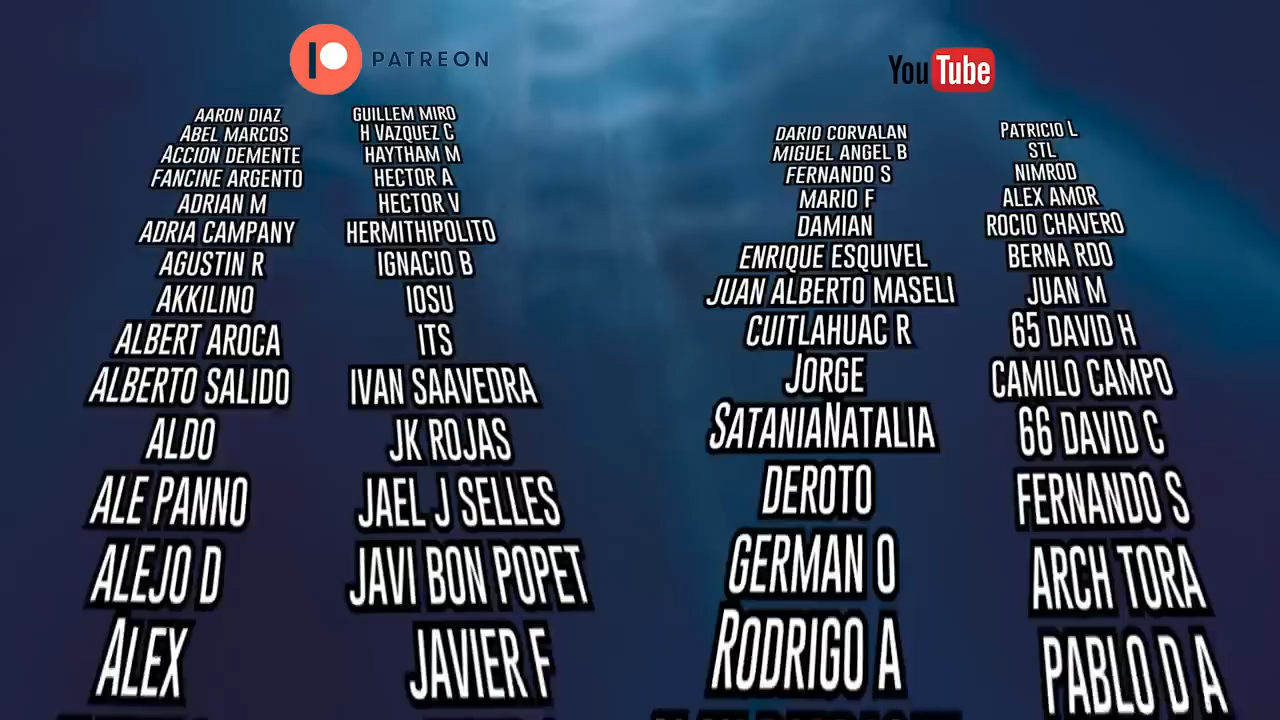 PATREON
AARON DIAZ
ABEL MARCOS
ACCION DEMENTE
FANCINE ARGENTO
ADRIAN M
ADRIA CAMPANY
AGUSTIN R
AKKILINO
ALBERT AROCA
ALBERTO SALIDO
ALDO
ALE PANNO
ALEJO D
ALEX
GUILLEM MIRO
H VAZQUEZ C
HAYTHAM M
HECTOR A
HECTOR V
HERMITHIPOLITO
IGNACIO B
IOSU
ITS
IVAN SAAVEDRA
JK ROJAS
JAEL J SELLES
JAVI BON POPET
JAVIER F
YouTube
DARIO CORVALAN
MIGUEL ANGEL B
FERNANDO S
MARIO F
DAMIAN
ENRIQUE ESQUIVEL
JUAN ALBERTO MASELI
CUITLAHUAC R
JORGE
SATANIANATALIA
DEROTO
GERMAN O
RODRIGO A
PATRICIO L
STL
NIMROD
ALEX AMOR
ROCIO CHAVERO
BERNA RDO
JUAN M
65 DAVID H
CAMILO CAMPO
66 DAVID C
FERNANDO S
ARCH TORA
PABLO D A